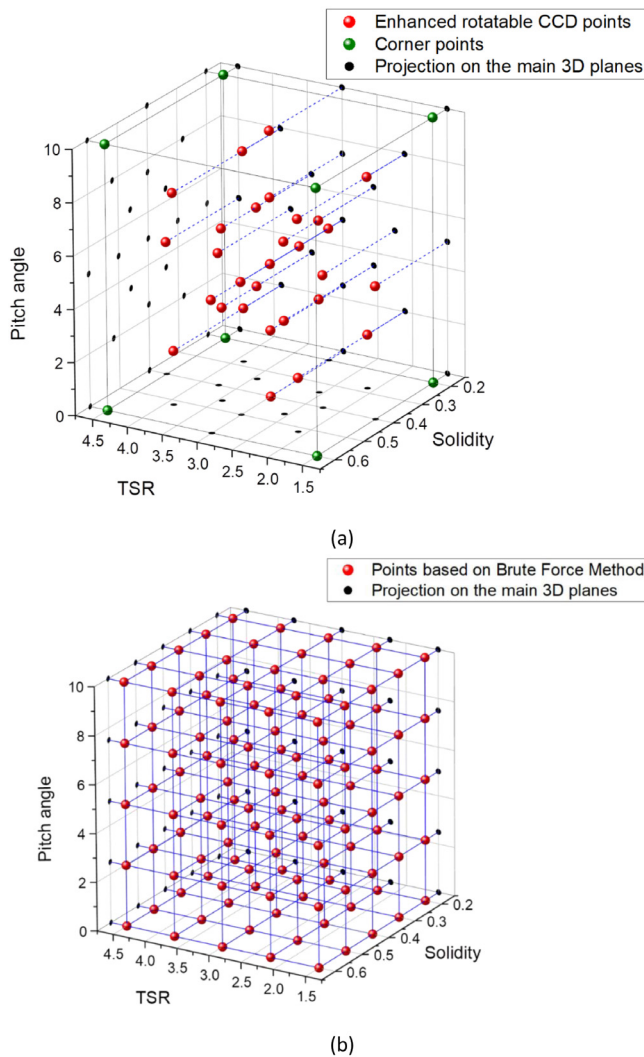 Enhanced rotatable CCD points
Corner points
Projection on the main 3D planes
10
8
6
4
2
0
Pitch angle
4.5
4.0
3.5
3.0
2.5
2.0
1.5
TSR
0.2
0.3
0.4
0.5
0.6
Solidity
(a)
Points based on Brute Force Method
Projection on the main 3D planes
10
8
6
4
2
0
Pitch angle
4.5
4.0
3.5
3.0
2.5
2.0
1.5
TSR
0.2
0.3
0.4
0.5
0.6
Solidity
(b)